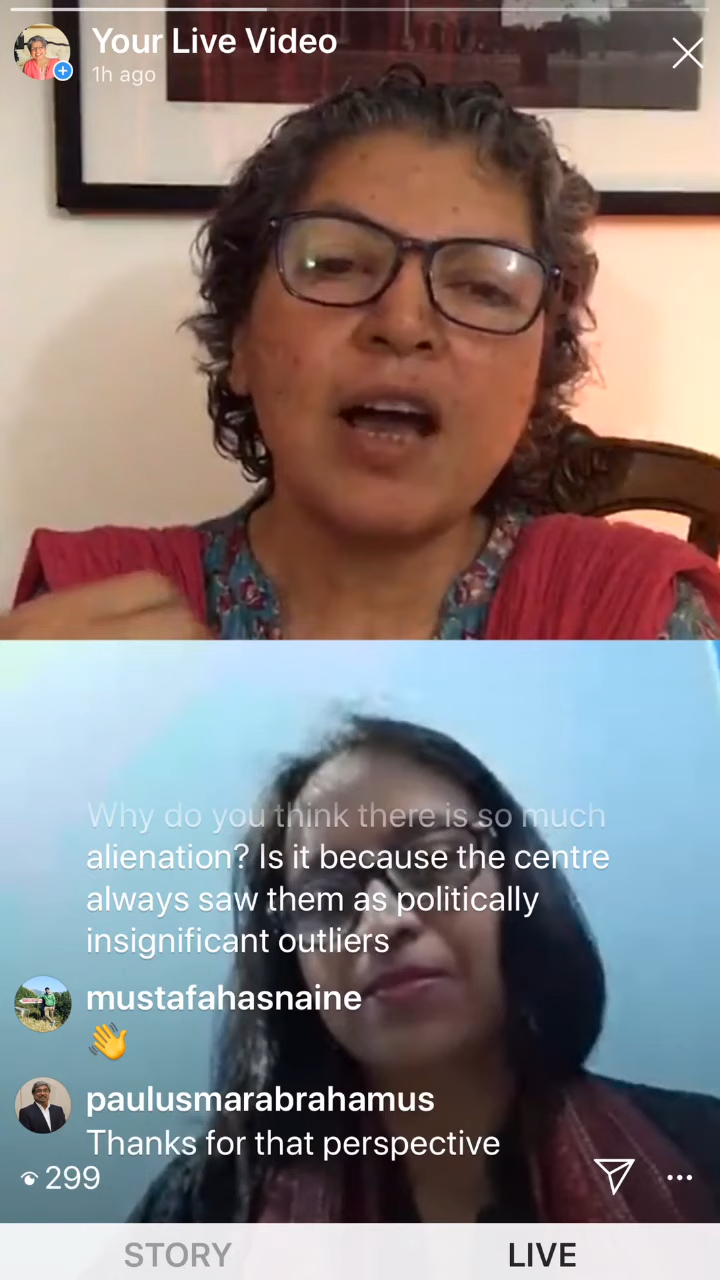 Your Live Video
1h ago
Why do you think there is so much
alienation? Is it because the centre
always saw them as politically
insignificant outliers
mustafahasnaine
👋
paulusmarabrahamus
Thanks for that perspective
299
STORY
LIVE